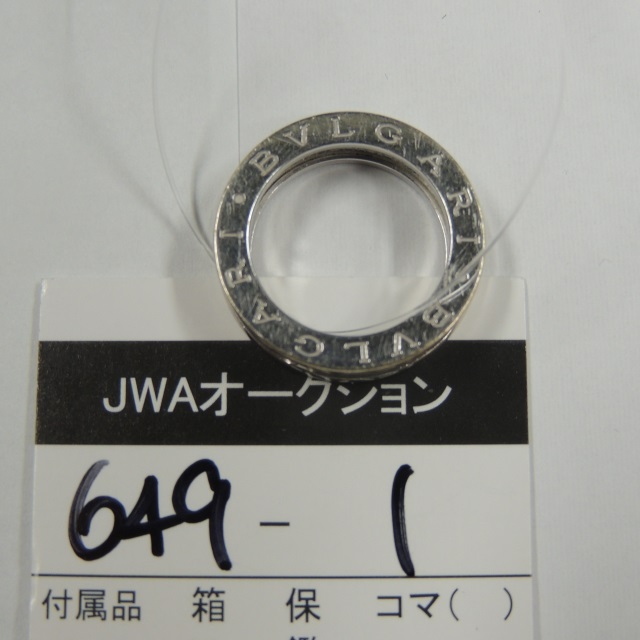 BVLGARI • BVLGARI
JWAオークション
649 - 1
付属品 箱 保 コマ( )